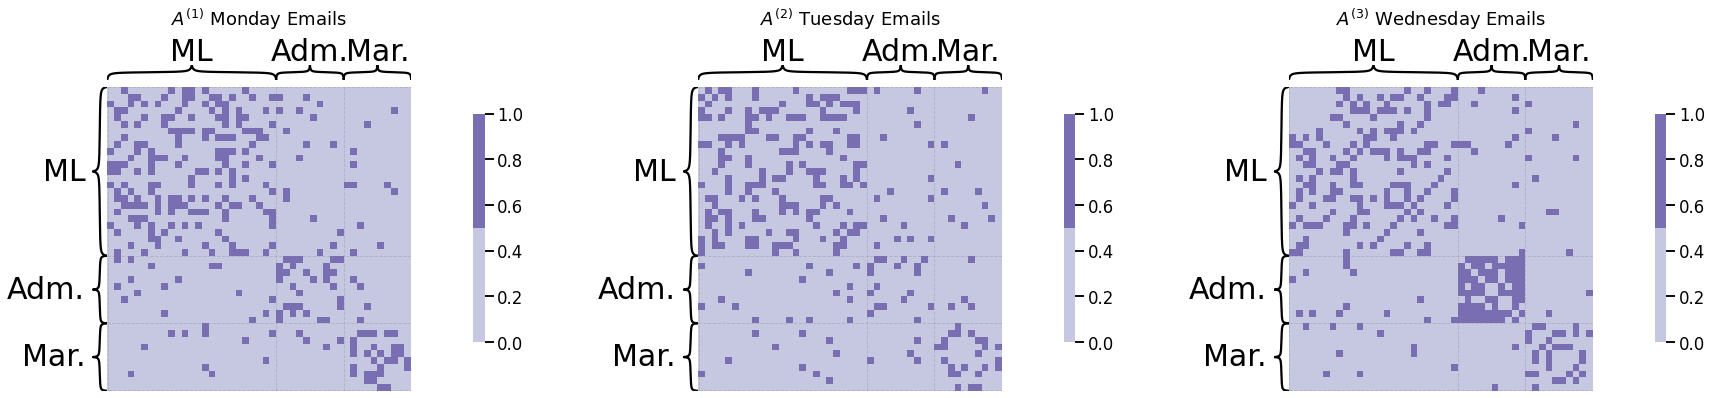 A⁽¹⁾ Monday Emails
ML Adm. Mar.
ML
Adm.
Mar.
1.0
0.8
0.6
0.4
0.2
0.0
A⁽²⁾ Tuesday Emails
ML Adm. Mar.
ML
Adm.
Mar.
1.0
0.8
0.6
0.4
0.2
0.0
A⁽³⁾ Wednesday Emails
ML Adm. Mar.
ML
Adm.
Mar.
1.0
0.8
0.6
0.4
0.2
0.0